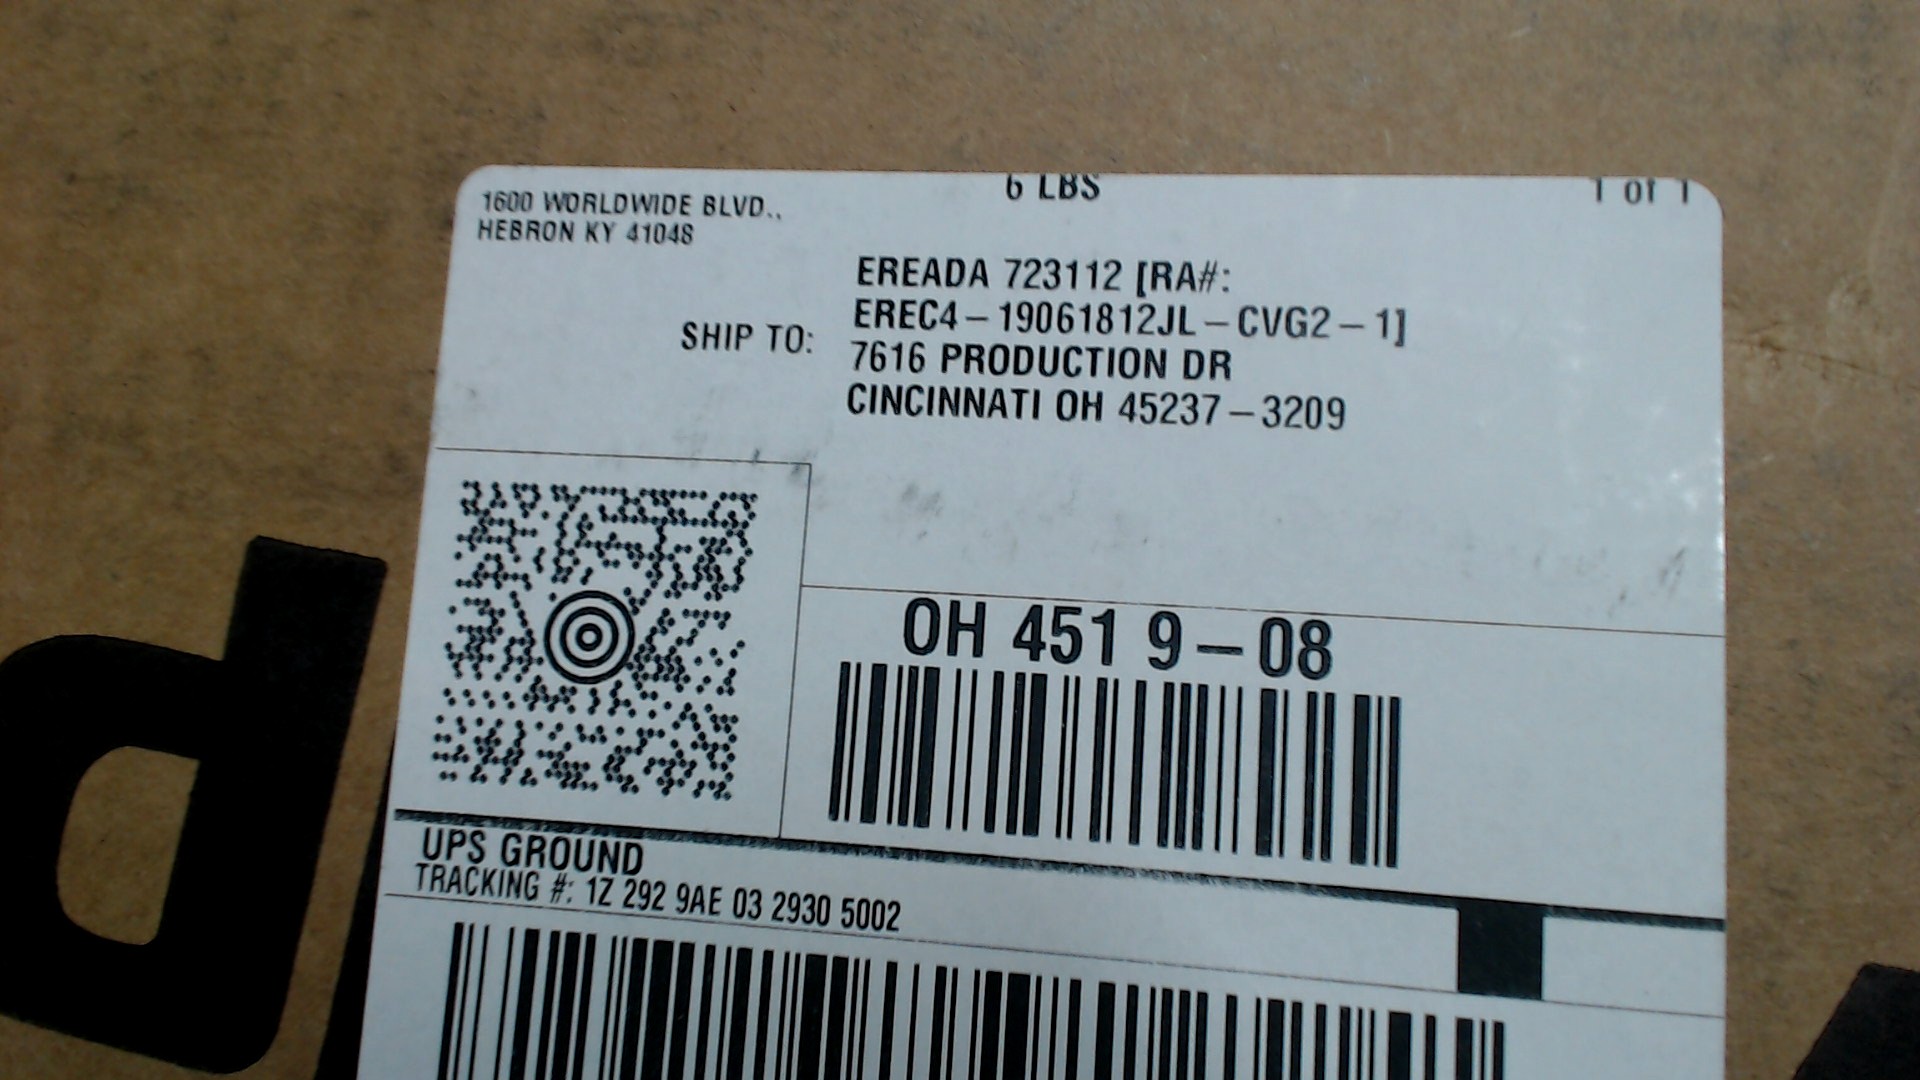 6 LBS
1 of 1
1600 WORLDWIDE BLVD.,
HEBRON KY 41048
SHIP TO:
EREADA 723112 [RA#:
EREC4-19061812JL-CVG2-1]
7616 PRODUCTION DR
CINCINNATI OH 45237-3209
OH 451 9-08
UPS GROUND
TRACKING #: 1Z 292 9AE 03 2930 5002